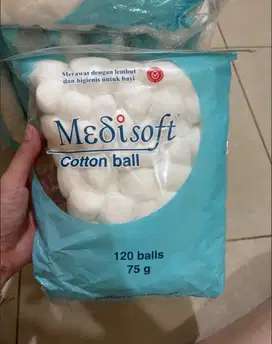 Merawat dengan lembut
dan higienis untuk bayi
Medisoft
Cotton ball
120 balls
75 g